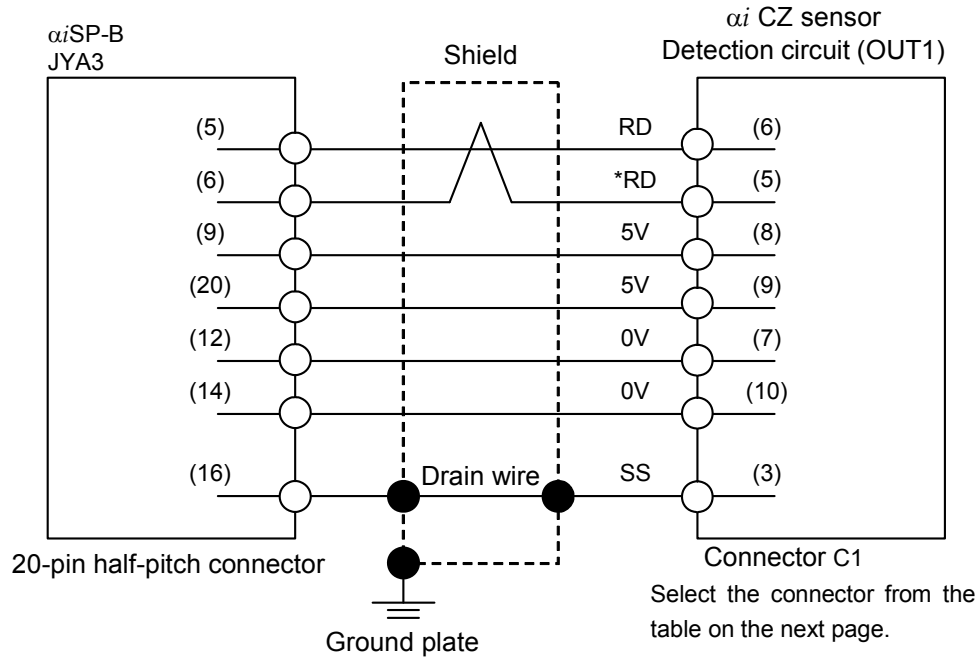 αiSP-B
JYA3
Shield
αi CZ sensor
Detection circuit (OUT1)
(5) RD (6)
(6) *RD (5)
(9) 5V (8)
(20) 5V (9)
(12) 0V (7)
(14) 0V (10)
(16) Drain wire SS (3)
20-pin half-pitch connector
Ground plate
Connector C1
Select the connector from the
table on the next page.